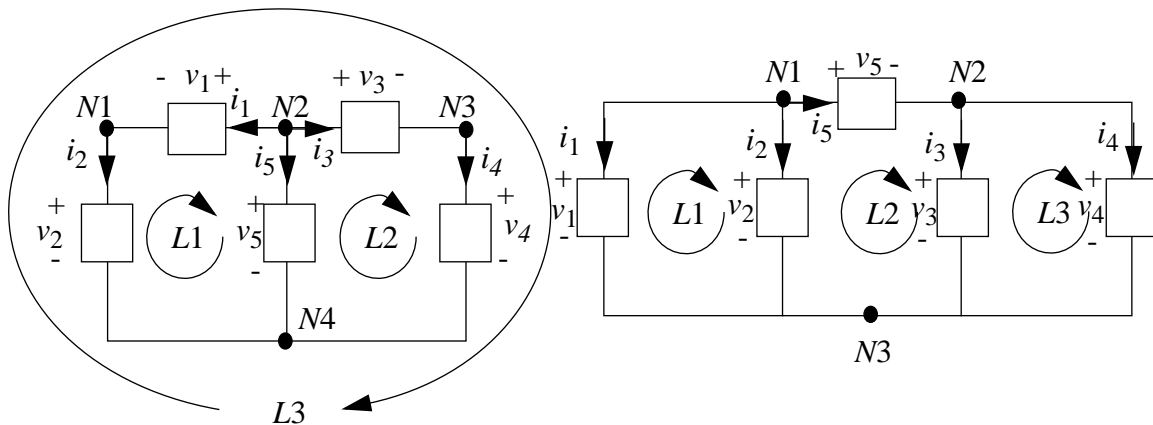 - v1 + + v3 -
N1 i1 N2 i3 N3
i2 i5 i4
+ v2 - L1 + v5 - L2 + v4 -
N4
L3
N1 + v5 - N2
i5
i1 i2 i3 i4
+ v1 - L1 + v2 - L2 + v3 - L3 + v4 -
N3